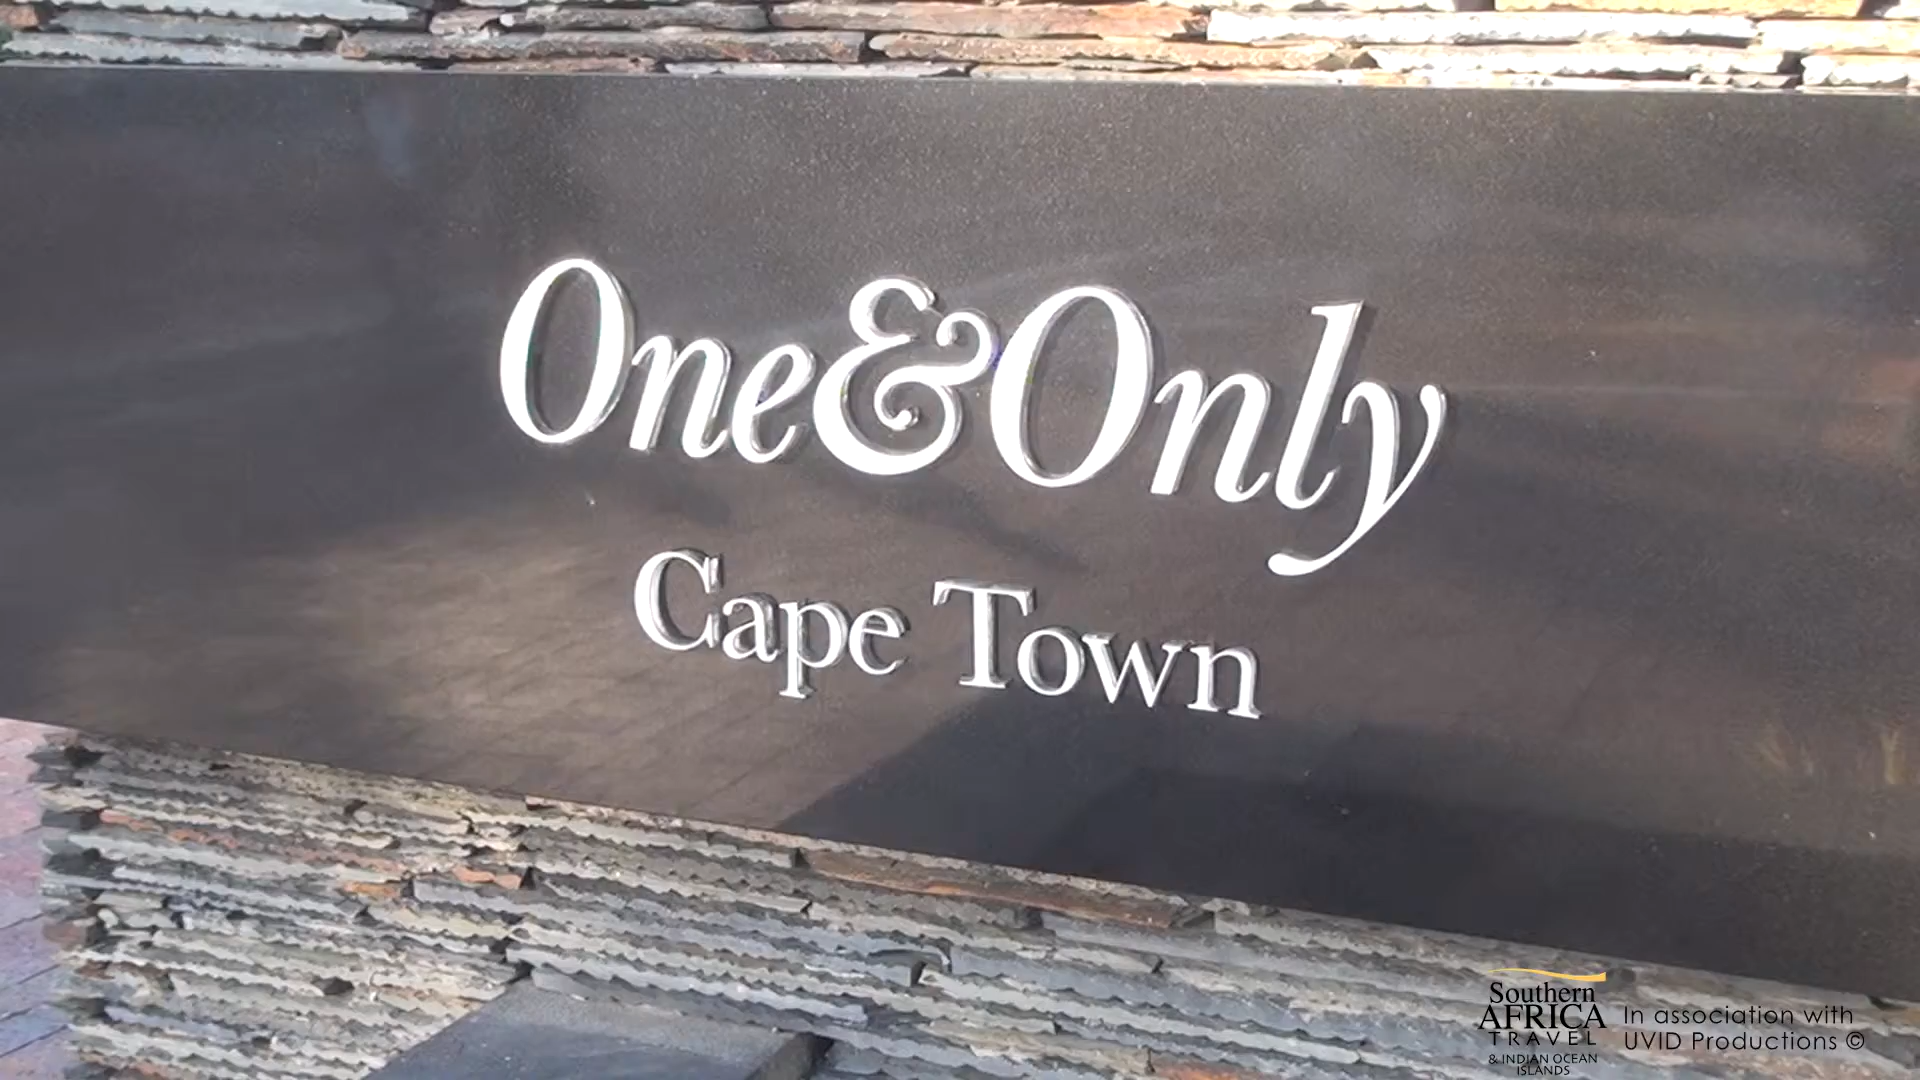 One&Only
Cape Town
Southern
AFRICA
TRAVEL
& INDIAN OCEAN
ISLANDS
In association with
UVID Productions ©